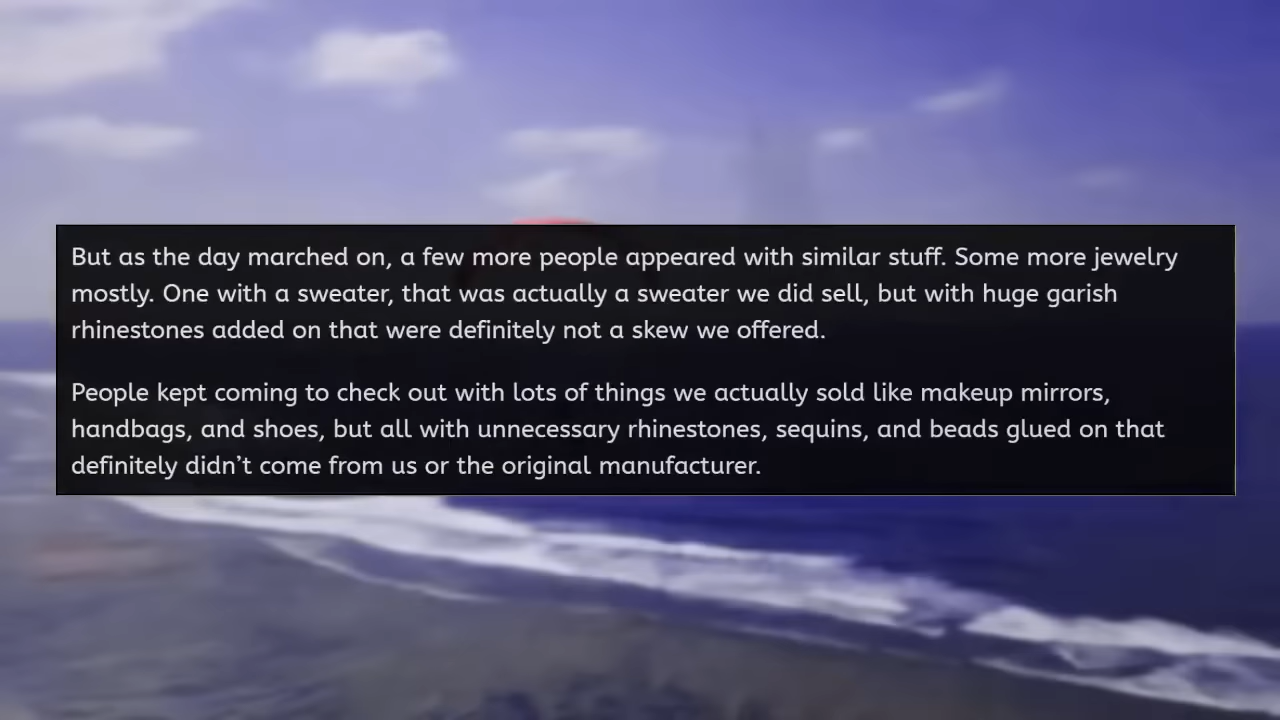 But as the day marched on, a few more people appeared with similar stuff. Some more jewelry
mostly. One with a sweater, that was actually a sweater we did sell, but with huge garish
rhinestones added on that were definitely not a skew we offered.
People kept coming to check out with lots of things we actually sold like makeup mirrors,
handbags, and shoes, but all with unnecessary rhinestones, sequins, and beads glued on that
definitely didn’t come from us or the original manufacturer.